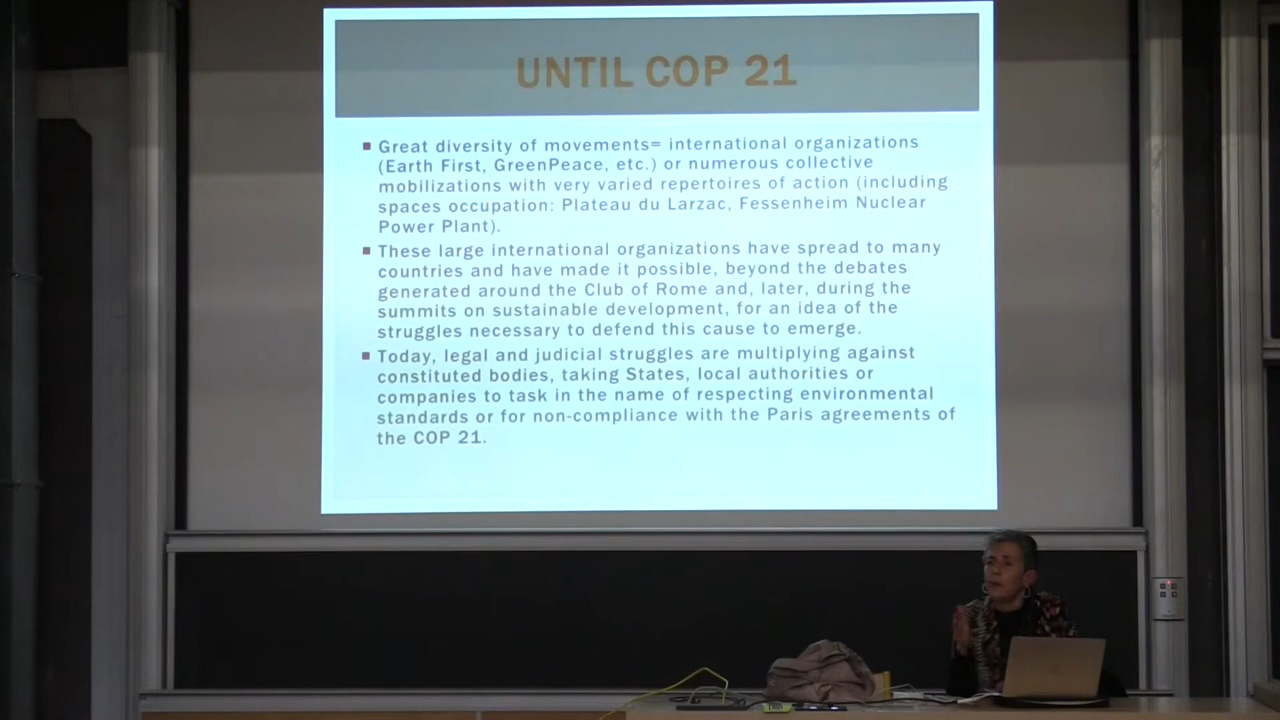 UNTIL COP 21
▪ Great diversity of movements= international organizations
(Earth First, GreenPeace, etc.) or numerous collective
mobilizations with very varied repertoires of action (including
spaces occupation: Plateau du Larzac, Fessenheim Nuclear
Power Plant).
▪ These large international organizations have spread to many
countries and have made it possible, beyond the debates
generated around the Club of Rome and, later, during the
summits on sustainable development, for an idea of the
struggles necessary to defend this cause to emerge.
▪ Today, legal and judicial struggles are multiplying against
constituted bodies, taking States, local authorities or
companies to task in the name of respecting environmental
standards or for non-compliance with the Paris agreements of
the COP 21.